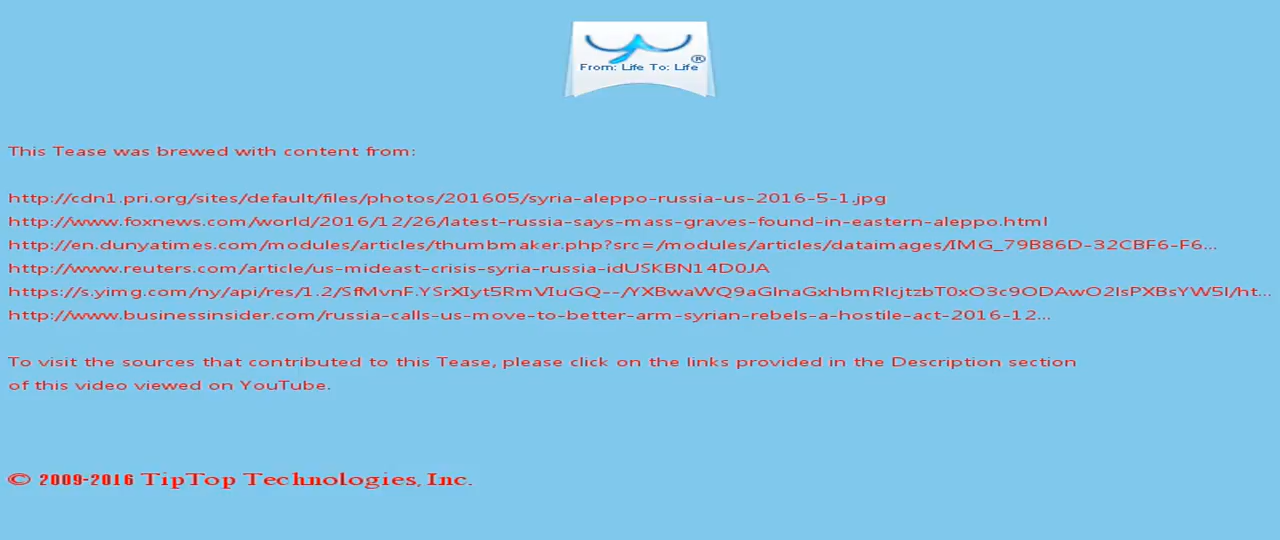 From: Life To: Life ®
This Tease was brewed with content from:
http://cdn1.pri.org/sites/default/files/photos/201605/syria-aleppo-russia-us-2016-5-1.jpg
http://www.foxnews.com/world/2016/12/26/latest-russia-says-mass-graves-found-in-eastern-aleppo.html
http://en.dunyatimes.com/modules/articles/thumbmaker.php?src=/modules/articles/dataimages/IMG_79B86D-32CBF6-F6...
http://www.reuters.com/article/us-mideast-crisis-syria-russia-idUSKBN14D0JA
https://s.yimg.com/ny/api/res/1.2/SfMvnF.YSrXIyt5RmVIuGQ--/YXBwaWQ9aGlnaGxhbmRlcjtzbT0xO3c9ODAwO2lsPXBsYW5l/ht...
http://www.businessinsider.com/russia-calls-us-move-to-better-arm-syrian-rebels-a-hostile-act-2016-12...
To visit the sources that contributed to this Tease, please click on the links provided in the Description section
of this video viewed on YouTube.
© 2009-2016 TipTop Technologies, Inc.